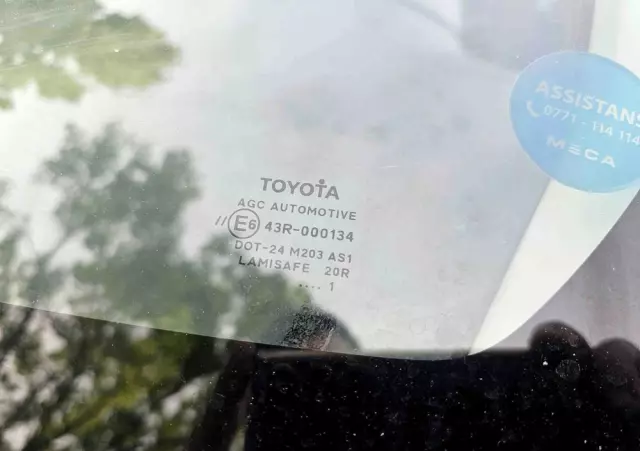 TOYOTA
AGC AUTOMOTIVE
// E6 43R-000134
DOT-24 M203 AS1
LAMISAFE 20R
.... 1
ASSISTANS
0771 - 114 114
MECA